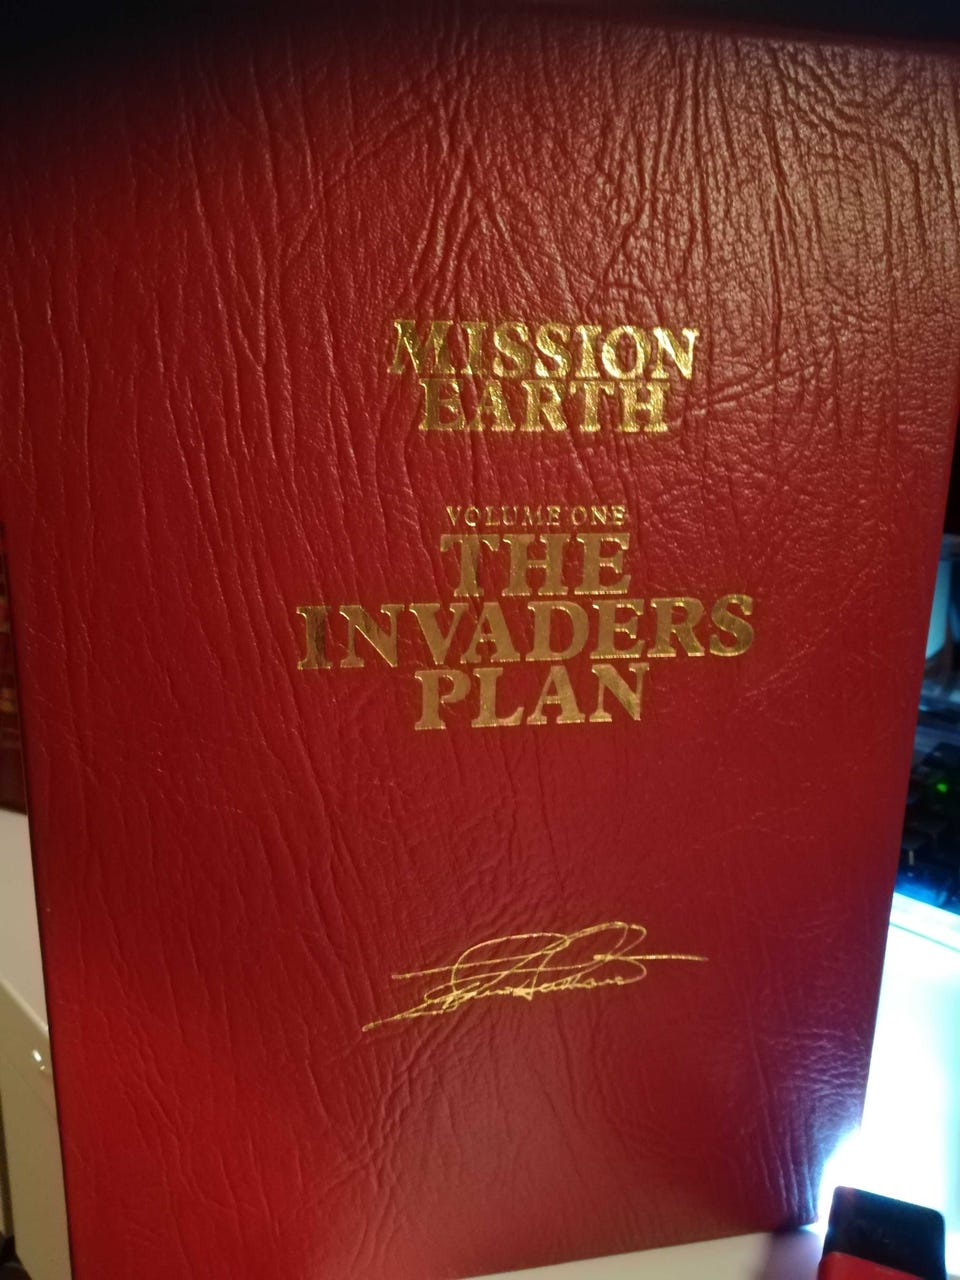 MISSION
EARTH
VOLUME ONE
THE
INVADERS
PLAN